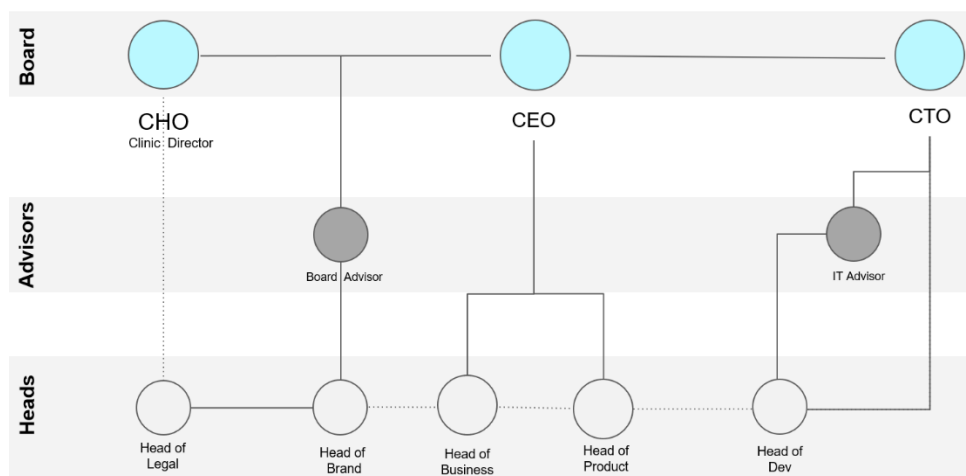 Board
CHO
Clinic Director
CEO
CTO
Advisors
Board Advisor
IT Advisor
Heads
Head of
Legal
Head of
Brand
Head of
Business
Head of
Product
Head of
Dev